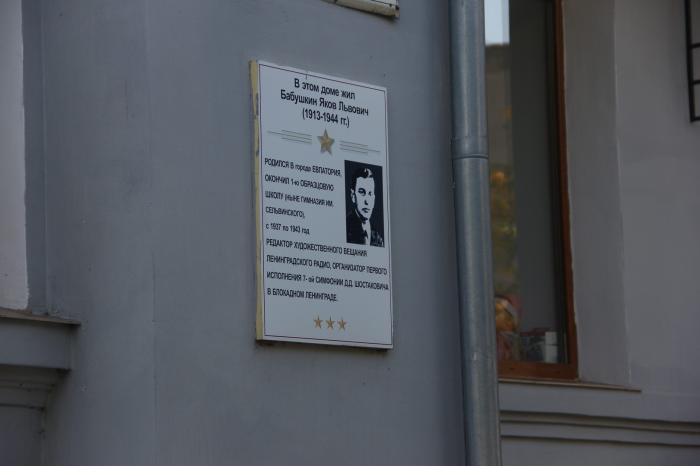 В этом доме жил
Бабушкин Яков Львович
(1913-1944 гг.)
РОДИЛСЯ В города ЕВПАТОРИЯ,
ОКОНЧИЛ 1-ю ОБРАЗЦОВУЮ
ШКОЛУ (НЫНЕ ГИМНАЗИЯ ИМ.
СЕЛЬВИНСКОГО),
с 1937 по 1943 год
РЕДАКТОР ХУДОЖЕСТВЕННОГО ВЕЩАНИЯ
ЛЕНИНГРАДСКОГО РАДИО, ОРГАНИЗАТОР ПЕРВОГО
ИСПОЛНЕНИЯ 7-ой СИМФОНИИ Д.Д. ШОСТАКОВИЧА
В БЛОКАДНОМ ЛЕНИНГРАДЕ.